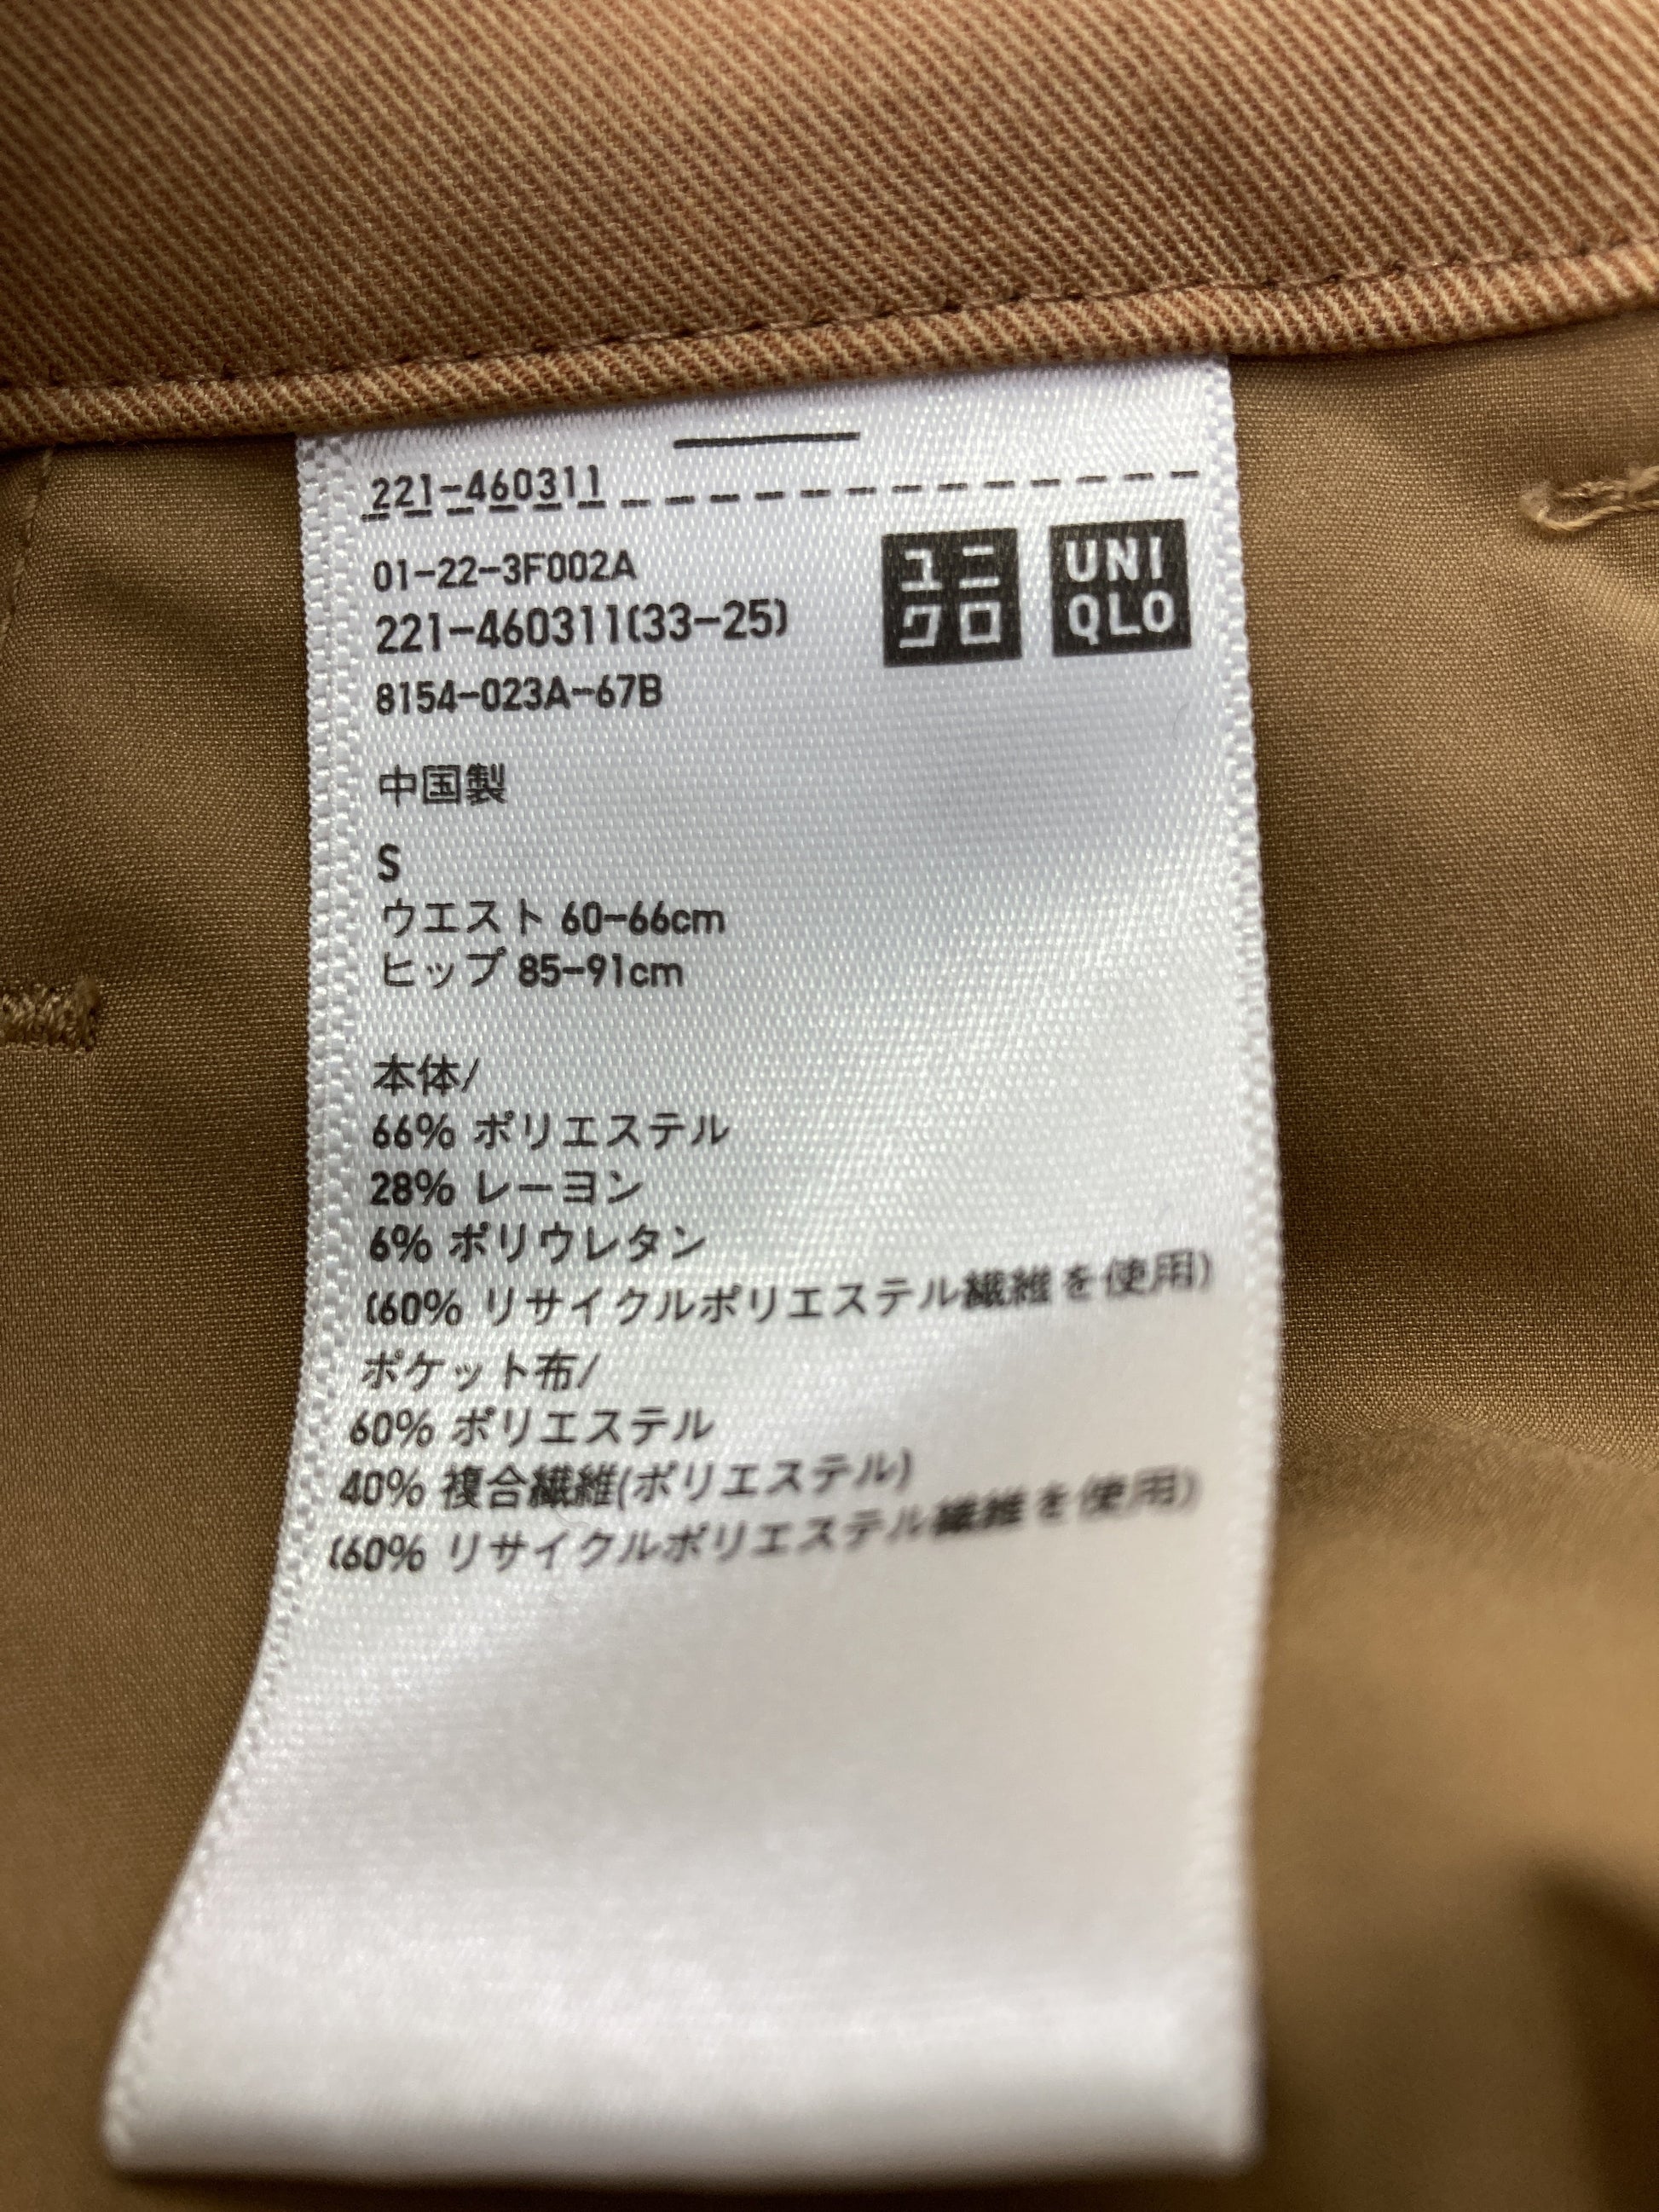 221-460311
01-22-3F002A
221-460311(33-25)
8154-023A-67B
ユニ
クロ
UNI
QLO
中国製
S
ウエスト 60-66cm
ヒップ 85-91cm
本体/
66% ポリエステル
28% レーヨン
6% ポリウレタン
(60% リサイクルポリエステル繊維を使用)
ポケット布/
60% ポリエステル
40% 複合繊維(ポリエステル)
(60% リサイクルポリエステル繊維を使用)